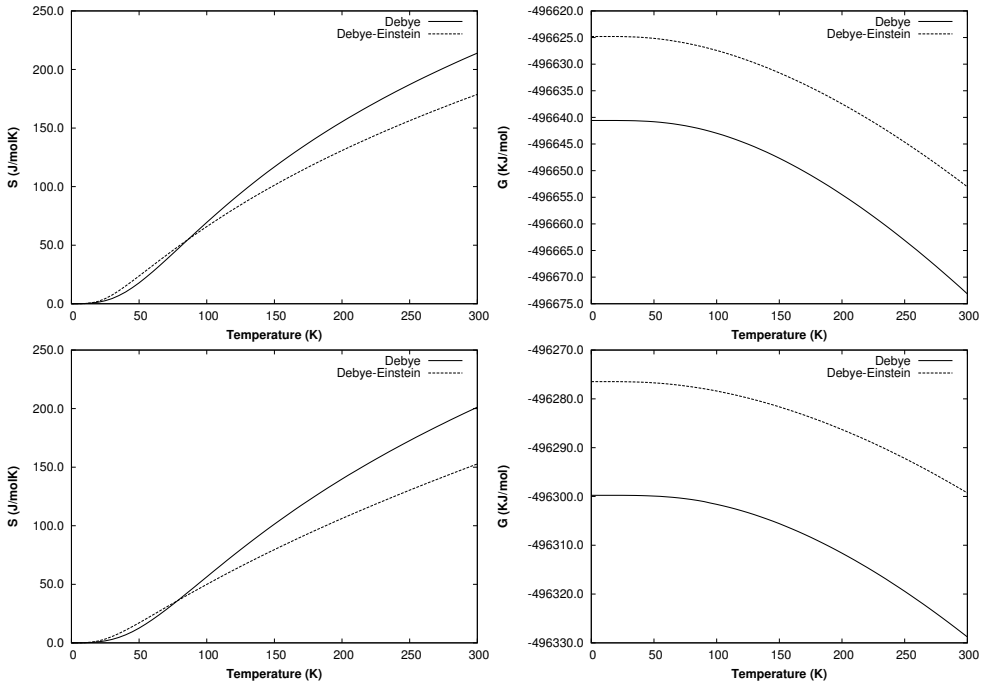 250.0
200.0
150.0
100.0
50.0
0.0
S (J/molK)
0 50 100 150 200 250 300
Temperature (K)
Debye
Debye-Einstein
-496620.0
-496625.0
-496630.0
-496635.0
-496640.0
-496645.0
-496650.0
-496655.0
-496660.0
-496665.0
-496670.0
-496675.0
G (KJ/mol)
0 50 100 150 200 250 300
Temperature (K)
Debye
Debye-Einstein
250.0
200.0
150.0
100.0
50.0
0.0
S (J/molK)
0 50 100 150 200 250 300
Temperature (K)
Debye
Debye-Einstein
-496270.0
-496280.0
-496290.0
-496300.0
-496310.0
-496320.0
-496330.0
G (KJ/mol)
0 50 100 150 200 250 300
Temperature (K)
Debye
Debye-Einstein